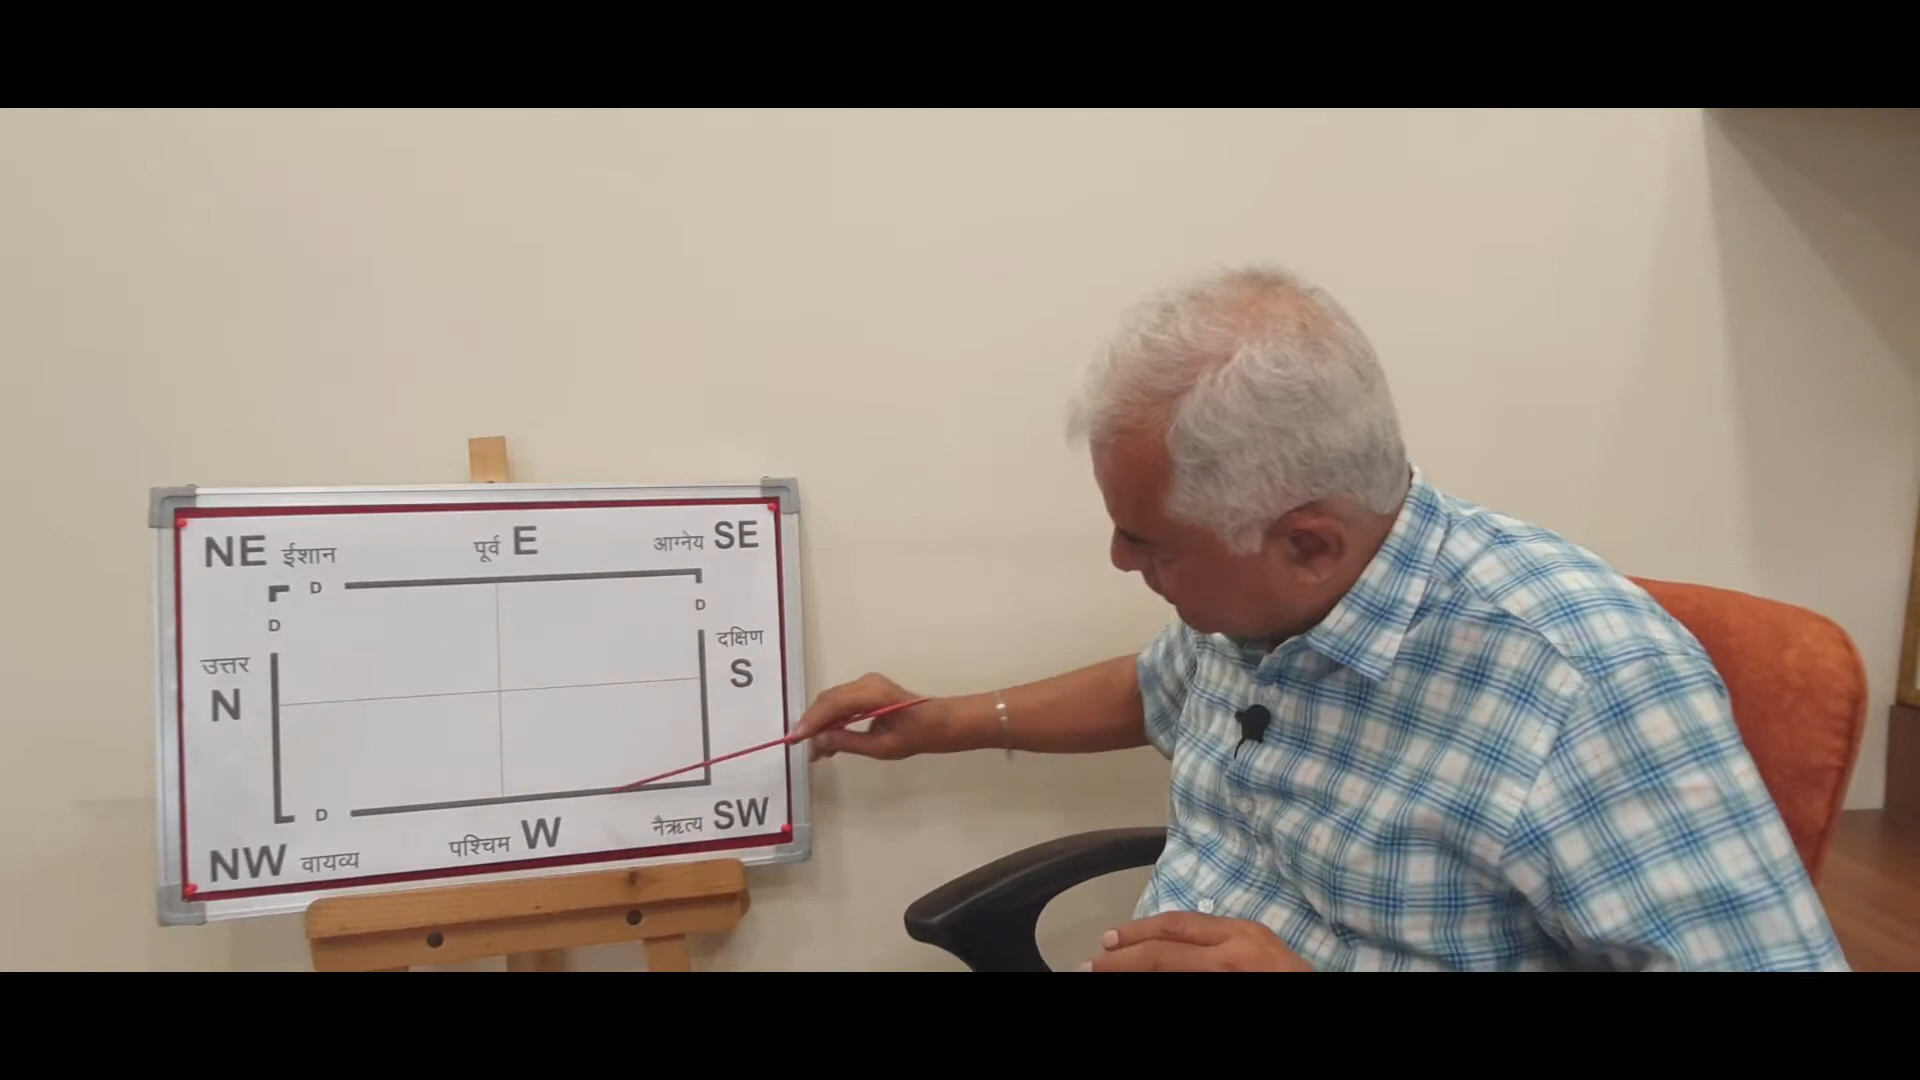 NE ईशान
पूर्व E
आग्नेय SE
D
D
D
उत्तर
N
दक्षिण
S
D
NW वायव्य
पश्चिम W
नैऋत्य SW